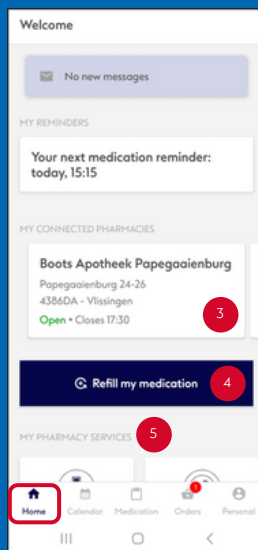 Welcome
No new messages
MY REMINDERS
Your next medication reminder:
today, 15:15
MY CONNECTED PHARMACIES
Boots Apotheek Papegaaienburg
Papegaaienburg 24-26
4386DA - Vlissingen
Open • Closes 17:30
3
Refill my medication
4
MY PHARMACY SERVICES
5
1
Home Calendar Medication Orders Personal